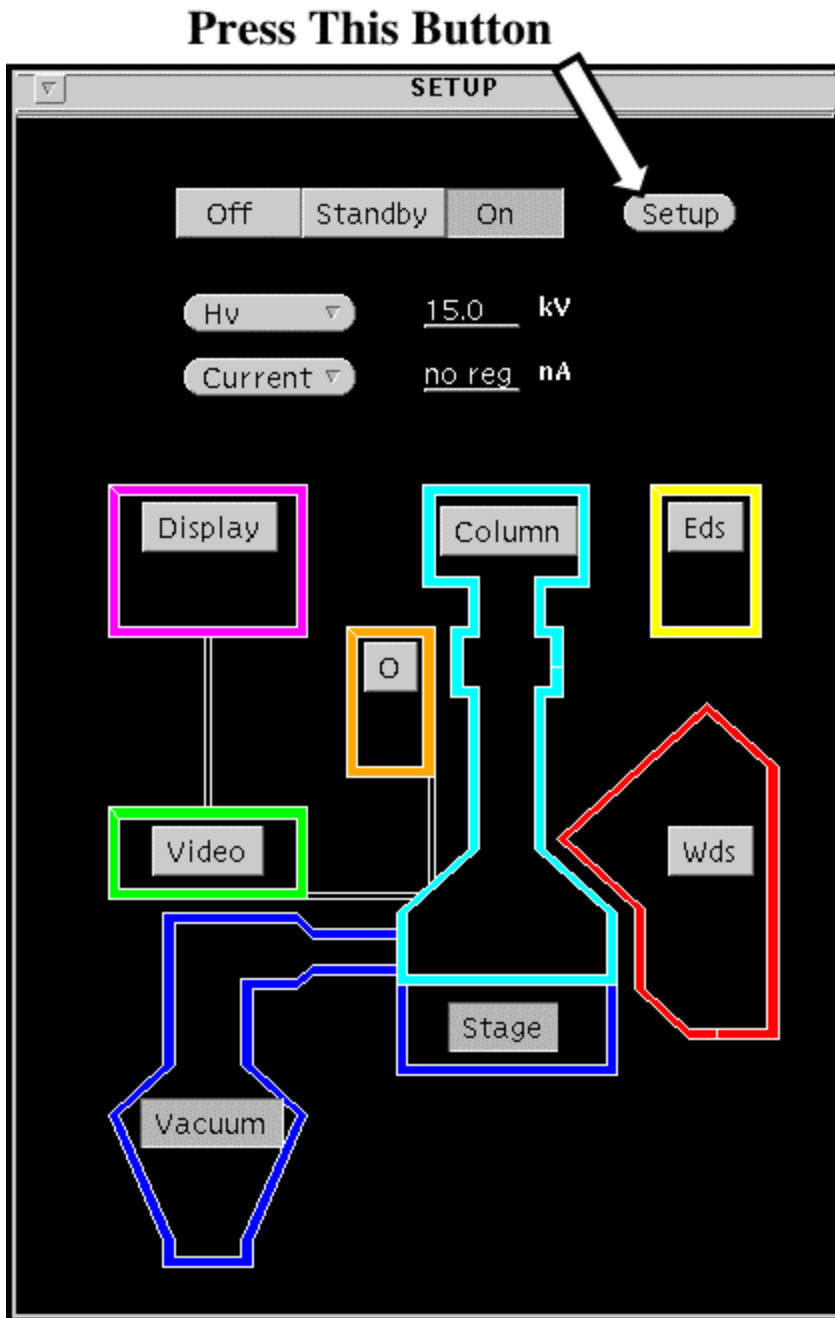 Press This Button
SETUP
Off Standby On Setup
Hv 15.0 kV
Current no reg nA
Display Column Eds
O
Video Wds
Stage
Vacuum